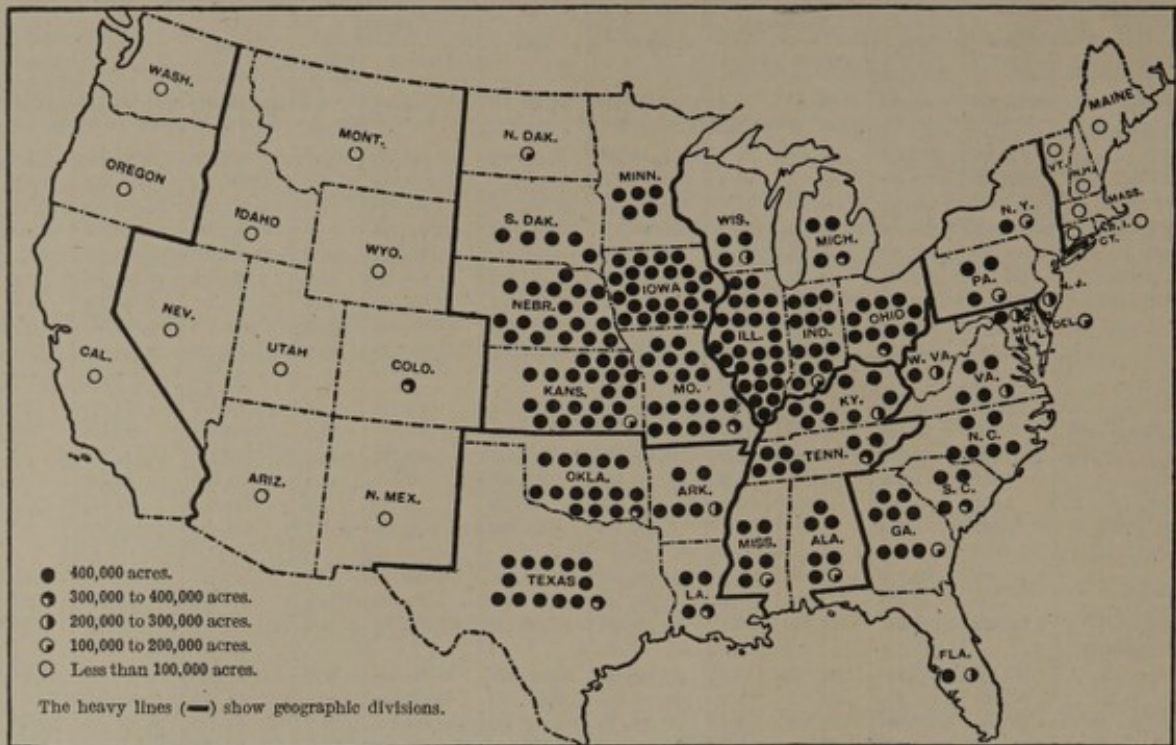 WASH.
OREGON
CAL.
NEV.
IDAHO
MONT.
WYO.
UTAH
COLO.
ARIZ.
N. MEX.
N. DAK.
S. DAK.
NEBR.
KANS.
OKLA.
TEXAS
MINN.
IOWA
MO.
ARK.
LA.
WIS.
MICH.
ILL.
IND.
OHIO
KY.
TENN.
MISS.
ALA.
GA.
FLA.
S. C.
N. C.
VA.
W. VA.
MD.
DEL.
N.J.
PA.
N. Y.
CT.
R. I.
MASS.
VT.
N.H.
MAINE
400,000 acres.
300,000 to 400,000 acres.
200,000 to 300,000 acres.
100,000 to 200,000 acres.
Less than 100,000 acres.
The heavy lines (━) show geographic divisions.